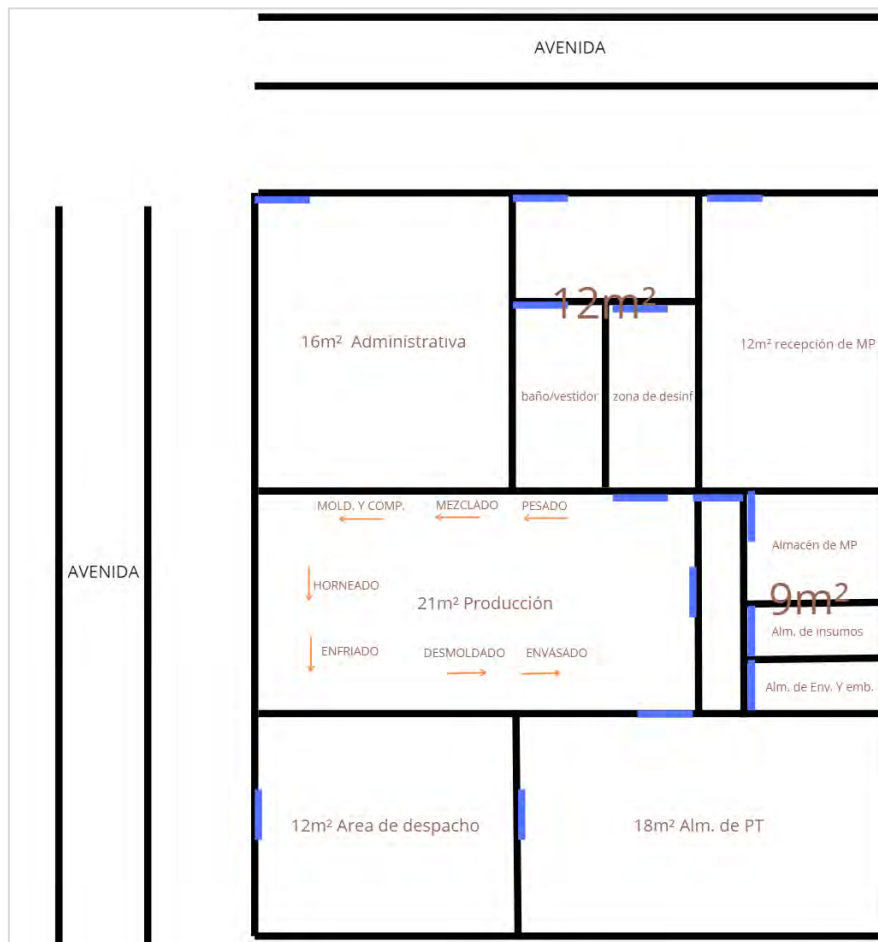 AVENIDA
12m²
16m² Administrativa
12m² recepción de MP
baño/vestidor
zona de desinf
MOLD. Y COMP.
MEZCLADO
PESADO
Almacén de MP
AVENIDA
HORNEADO
21m² Producción
9m²
Alm. de insumos
ENFRIADO
DESMOLDADO
ENVASADO
Alm. de Env. Y emb.
12m² Area de despacho
18m² Alm. de PT